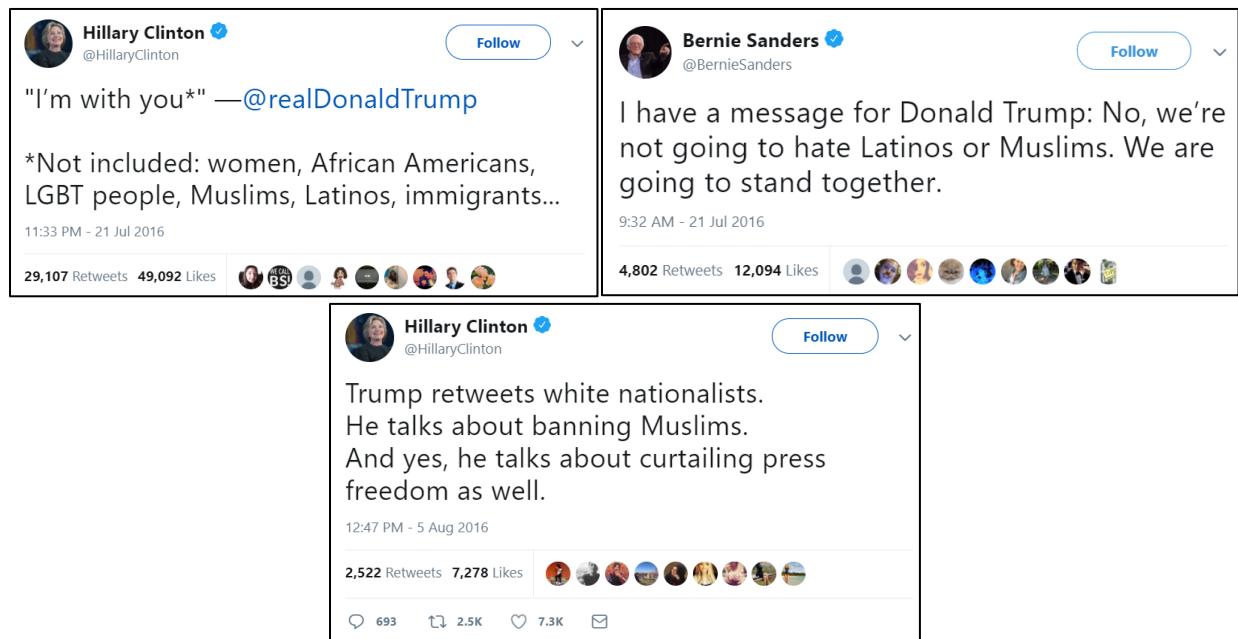 Hillary Clinton
@HillaryClinton
Follow
"I'm with you*" —@realDonaldTrump
*Not included: women, African Americans,
LGBT people, Muslims, Latinos, immigrants...
11:33 PM - 21 Jul 2016
29,107 Retweets 49,092 Likes
WE CALL
BS!
Bernie Sanders
@BernieSanders
Follow
I have a message for Donald Trump: No, we're
not going to hate Latinos or Muslims. We are
going to stand together.
9:32 AM - 21 Jul 2016
4,802 Retweets 12,094 Likes
Hillary Clinton
@HillaryClinton
Follow
Trump retweets white nationalists.
He talks about banning Muslims.
And yes, he talks about curtailing press
freedom as well.
12:47 PM - 5 Aug 2016
2,522 Retweets 7,278 Likes
693 2.5K 7.3K